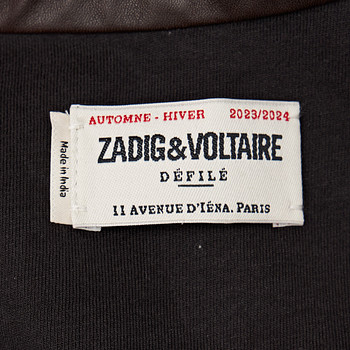 AUTOMNE - HIVER 2023/2024
ZADIG&VOLTAIRE
DÉFILÉ
11 AVENUE D'IÉNA. PARIS
Made in India